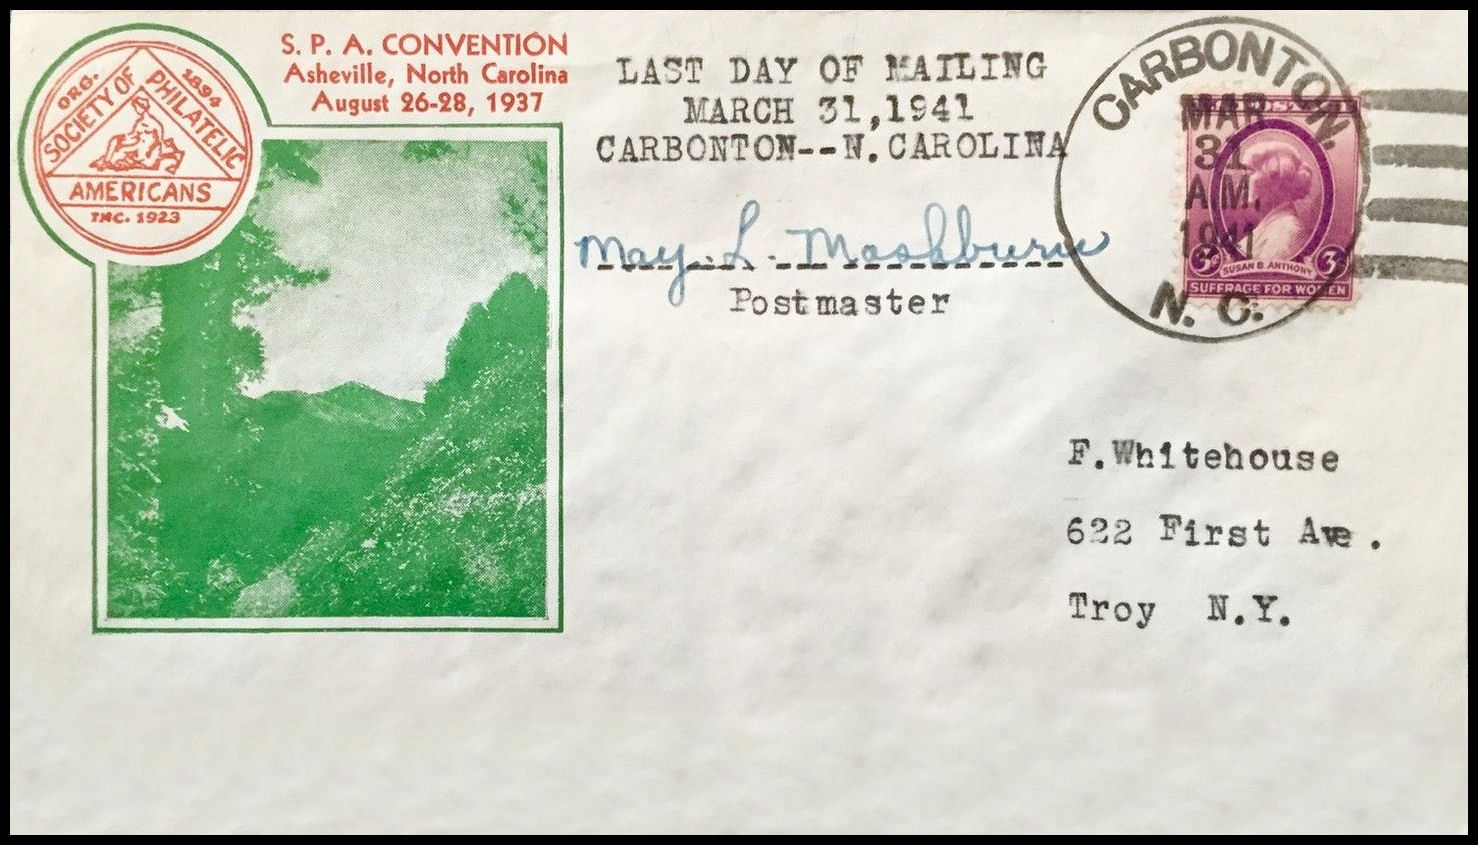 ORG. 1894
SOCIETY OF PHILATELIC
AMERICANS
INC. 1923
S. P. A. CONVENTION
Asheville, North Carolina
August 26-28, 1937
LAST DAY OF MAILING
MARCH 31,1941
CARBONTON--N.CAROLINA
May L. Mashburn
Postmaster
CARBONTON,
MAR
31
A.M.
1941
N. C.
3¢ SUSAN B. ANTHONY 3¢
SUFFRAGE FOR WOMEN
F.Whitehouse
622 First Ave.
Troy N.Y.